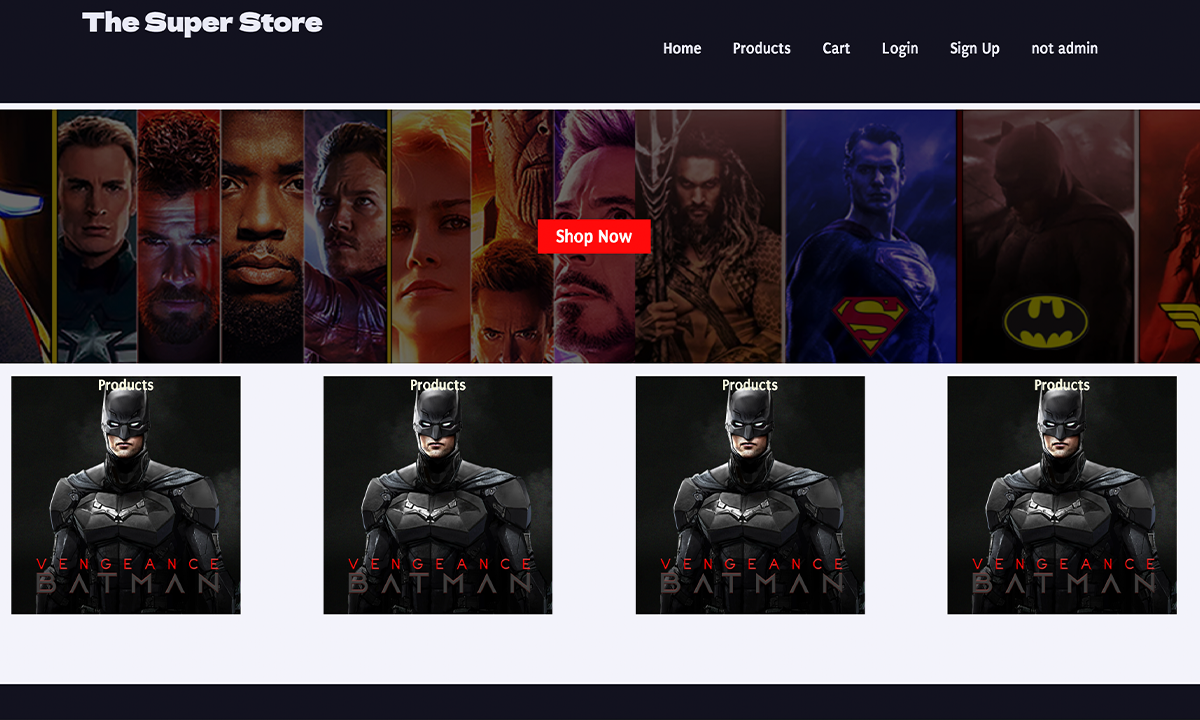 The Super Store
Home Products Cart Login Sign Up not admin
Shop Now
Products Products Products Products
VENGEANCE VENGEANCE VENGEANCE VENGEANCE
BATMAN BATMAN BATMAN BATMAN